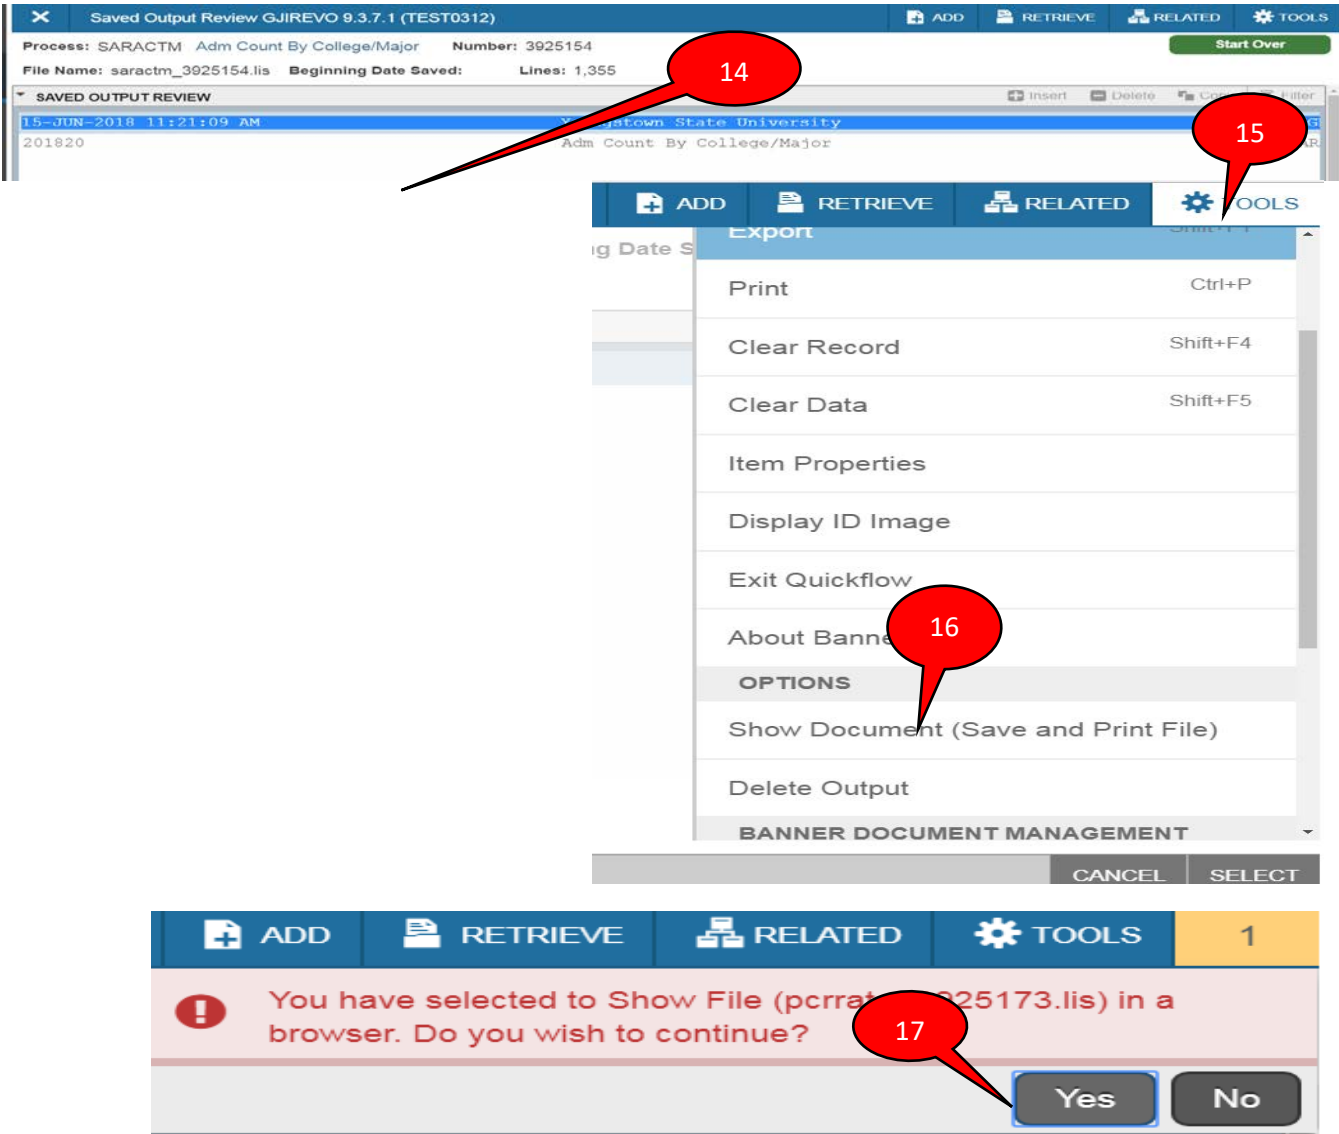 Saved Output Review GJIREVO 9.3.7.1 (TEST0312) ADD RETRIEVE RELATED TOOLS
Process: SARACTM Adm Count By College/Major Number: 3925154 Start Over
File Name: saractm_3925154.lis Beginning Date Saved: Lines: 1,355
14
SAVED OUTPUT REVIEW Insert Delete Filter
15-JUN-2018 11:21:09 AM State University G
15
201820 Adm Count By College/Major AR
ADD RETRIEVE RELATED TOOLS
Export
ng Date S
Print Ctrl+P
Clear Record Shift+F4
Clear Data Shift+F5
Item Properties
Display ID Image
Exit Quickflow
16
About Banne
OPTIONS
Show Document (Save and Print File)
Delete Output
BANNER DOCUMENT MANAGEMENT
CANCEL SELECT
ADD RETRIEVE RELATED TOOLS 1
You have selected to Show File (pcrrat 925173.lis) in a
browser. Do you wish to continue?
17
Yes No